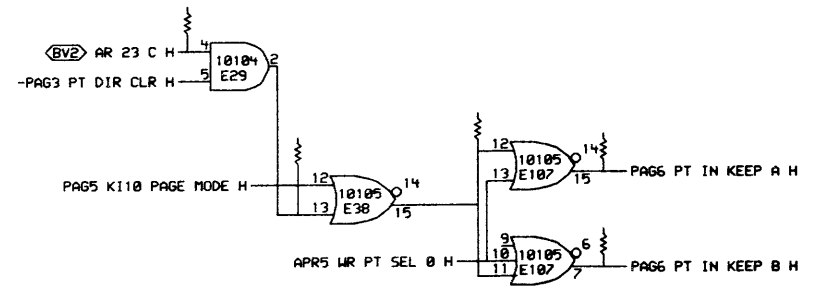 BV2 AR 23 C H
4
2
10104
E29
-PAG3 PT DIR CLR H
5
12
10105
E107
14
15
13
PAG6 PT IN KEEP A H
PAG5 KI10 PAGE MODE H
12
10105
E38
14
15
13
9
10
11
10105
E107
6
7
APR5 WR PT SEL 0 H
PAG6 PT IN KEEP B H